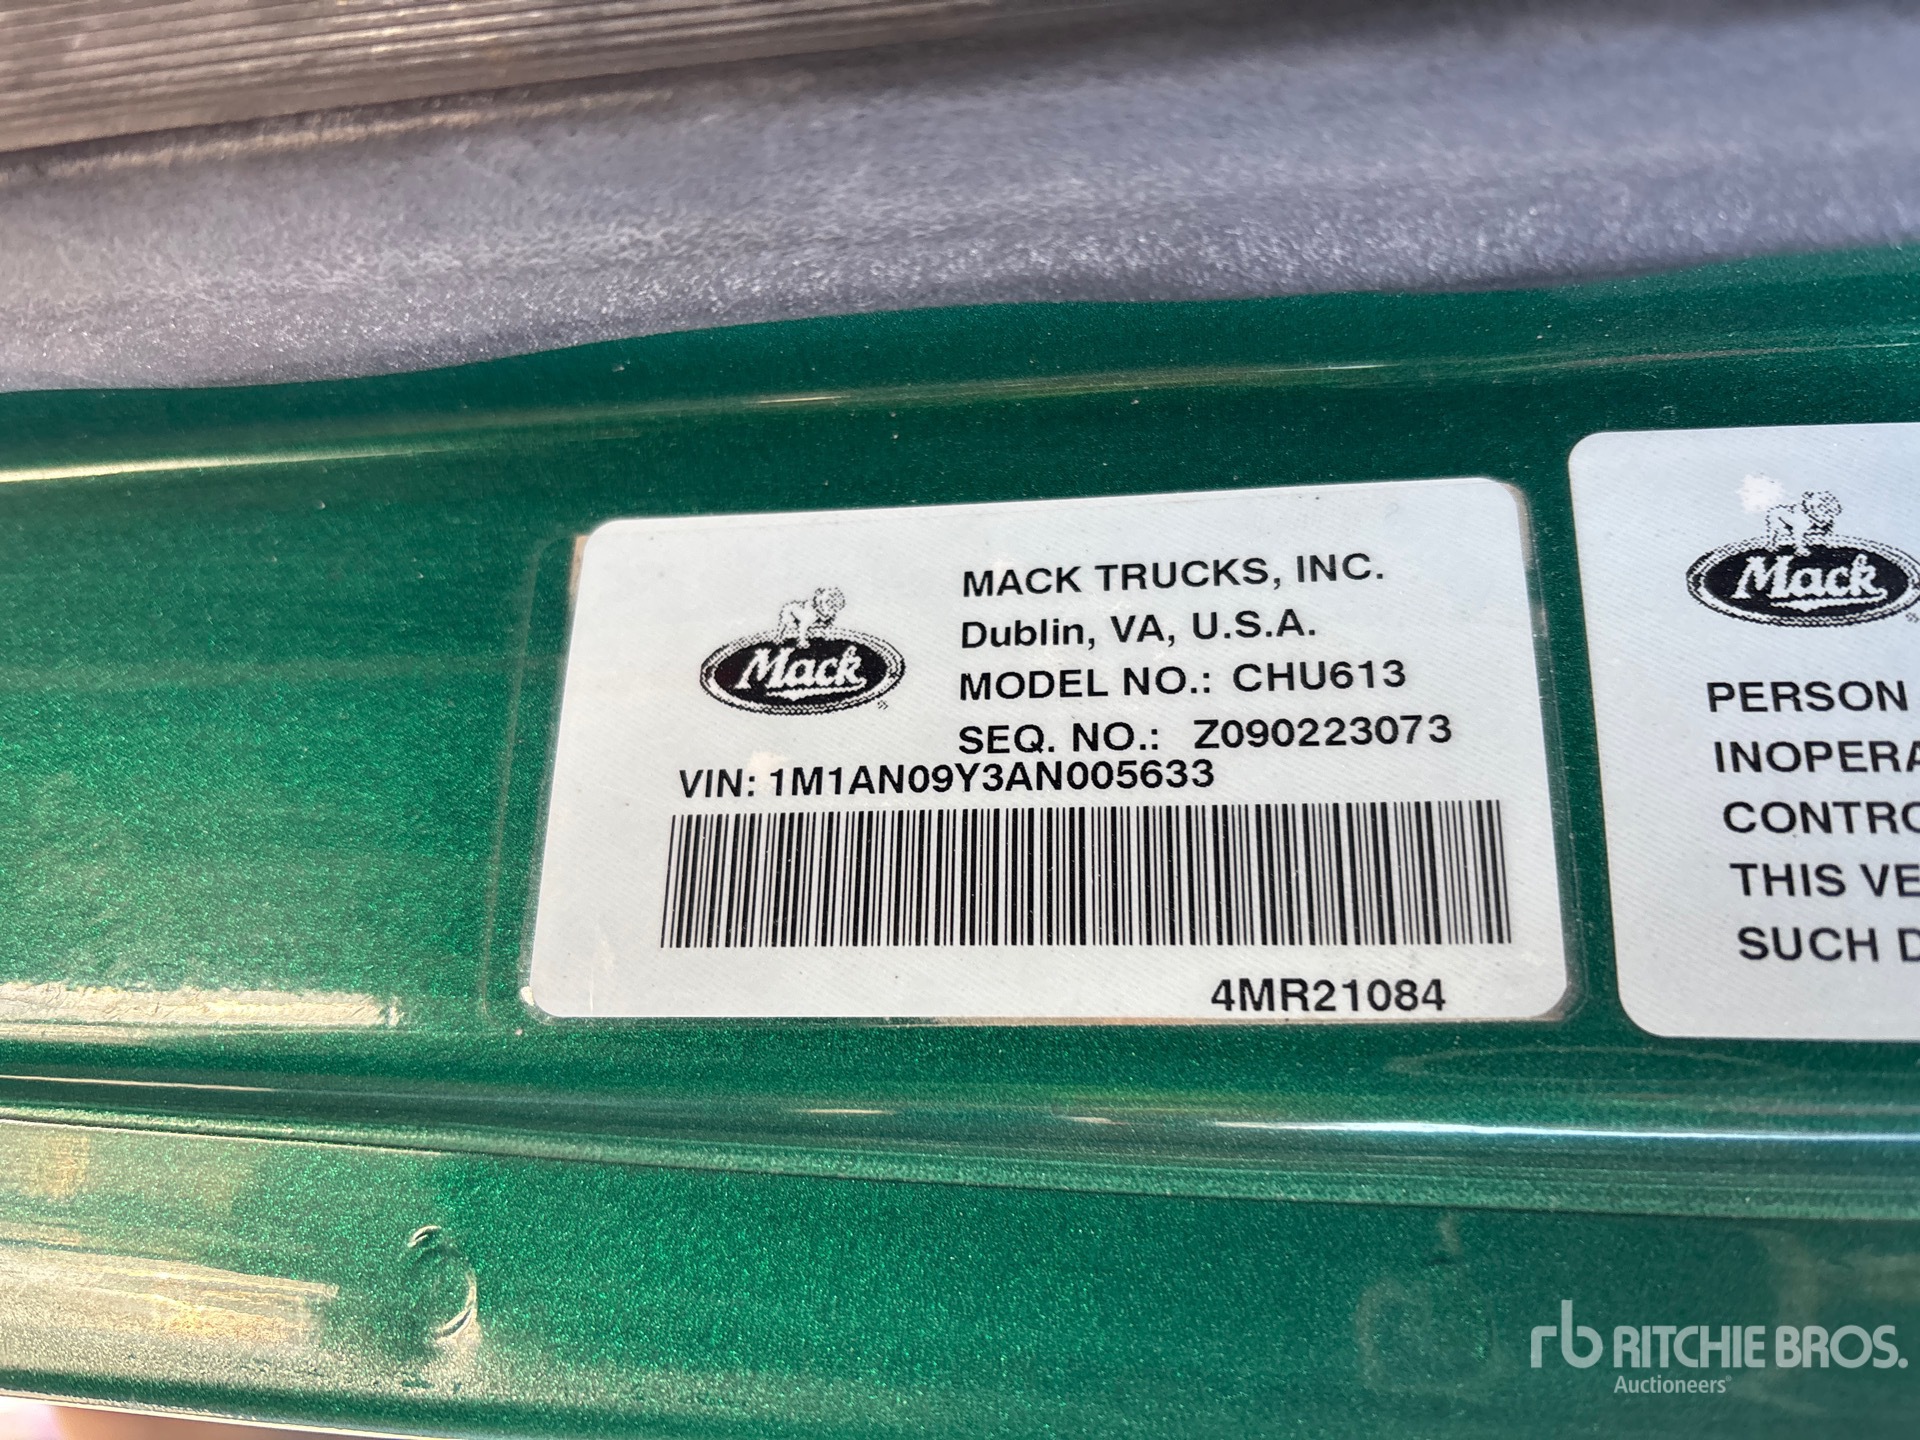 MACK TRUCKS, INC.
Dublin, VA, U.S.A.
MODEL NO.: CHU613
SEQ. NO.: Z090223073
VIN: 1M1AN09Y3AN005633
4MR21084
Mack
®
Mack
®
PERSON
INOPERA
CONTRO
THIS VE
SUCH D
rb RITCHIE BROS.
Auctioneers®